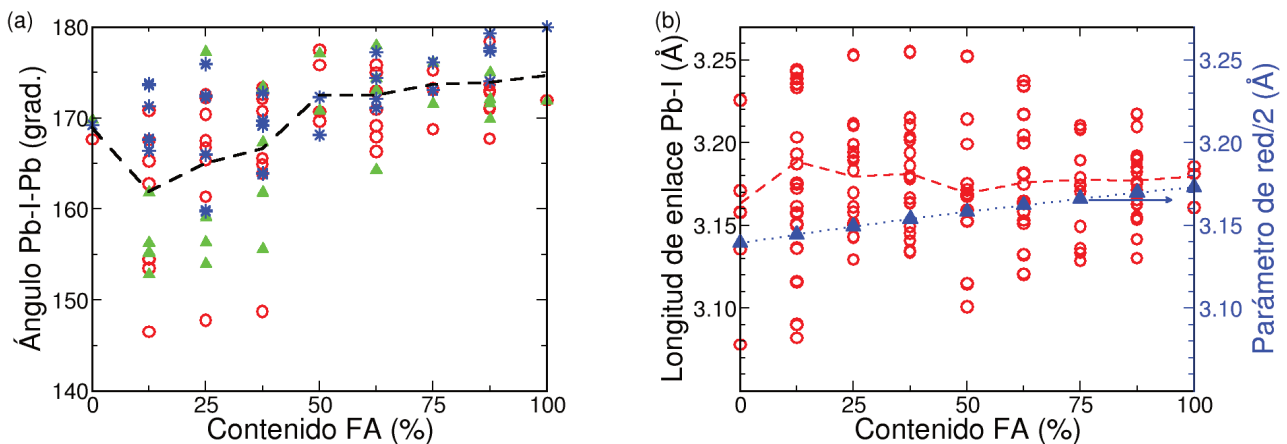 (a)
180
170
160
150
140
Ángulo Pb-I-Pb (grad.)
0 25 50 75 100
Contenido FA (%)
(b)
3.25
3.20
3.15
3.10
Longitud de enlace Pb-I (Å)
0 25 50 75 100
Contenido FA (%)
3.25
3.20
3.15
3.10
Parámetro de red/2 (Å)